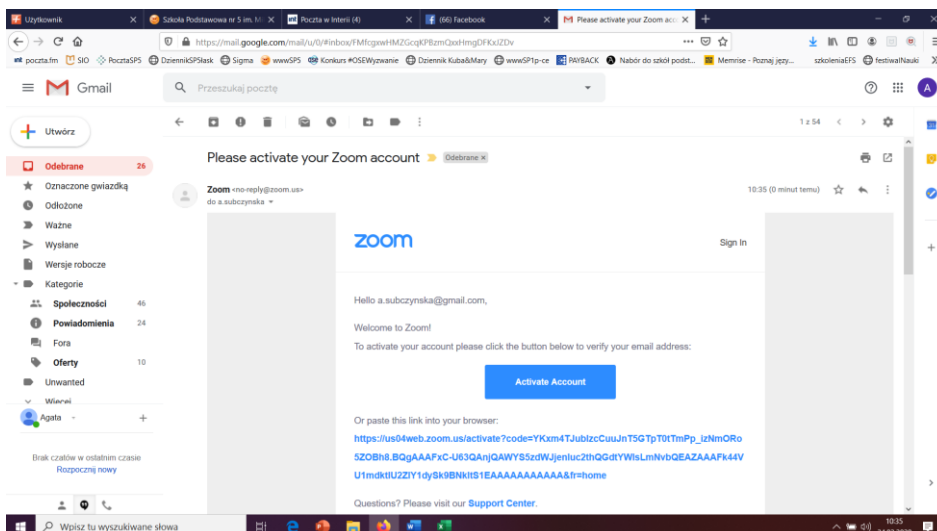 Użytkownik
Szkoła Podstawowa nr 5 im. M
Poczta w Interii (4)
(66) Facebook
Please activate your Zoom acc
https://mail.google.com/mail/u/0/#inbox/FMfcgxwHMZGcqKPBzmQxxHmgDFKxJZDv
poczta.fm
SIO
PocztaSP5
DziennikSP5Iłask
Sigma
wwwSP5
Konkurs #OSEWyzwanie
Dziennik Kuba&Mary
wwwSP1p-ce
PAYBACK
Nabór do szkół podst...
Memrise - Poznaj języ...
szkoleniaEFS
festiwalNauki
Gmail
Przeszukaj pocztę
Utwórz
1 z 54
Odebrane 26
Oznaczone gwiazdką
Odłożone
Ważne
Wysłane
Wersje robocze
Kategorie
Społeczności 46
Powiadomienia 24
Fora
Oferty 10
Unwanted
Więcej
Agata
Brak czatów w ostatnim czasie
Rozpocznij nowy
Please activate your Zoom account
Odebrane x
Zoom <no-reply@zoom.us>
10:35 (0 minut temu)
do a.subczynska
zoom
Sign In
Hello a.subczynska@gmail.com,
Welcome to Zoom!
To activate your account please click the button below to verify your email address:
Activate Account
Or paste this link into your browser:
https://us04web.zoom.us/activate?code=YKxm4TJubIzcCuuJnT5GTpT0tTmPp_izNmORo
5ZOBh8.BQgAAAFxC-U63QAnjQAWYS5zdWJjenluc2thQGdtYWlsLmNvbQEAZAAAFk44V
U1mdktlU2ZIY1dySk9BNkltS1EAAAAAAAAAAA&fr=home
Questions? Please visit our Support Center.
Wpisz tu wyszukiwane słowa
10:35